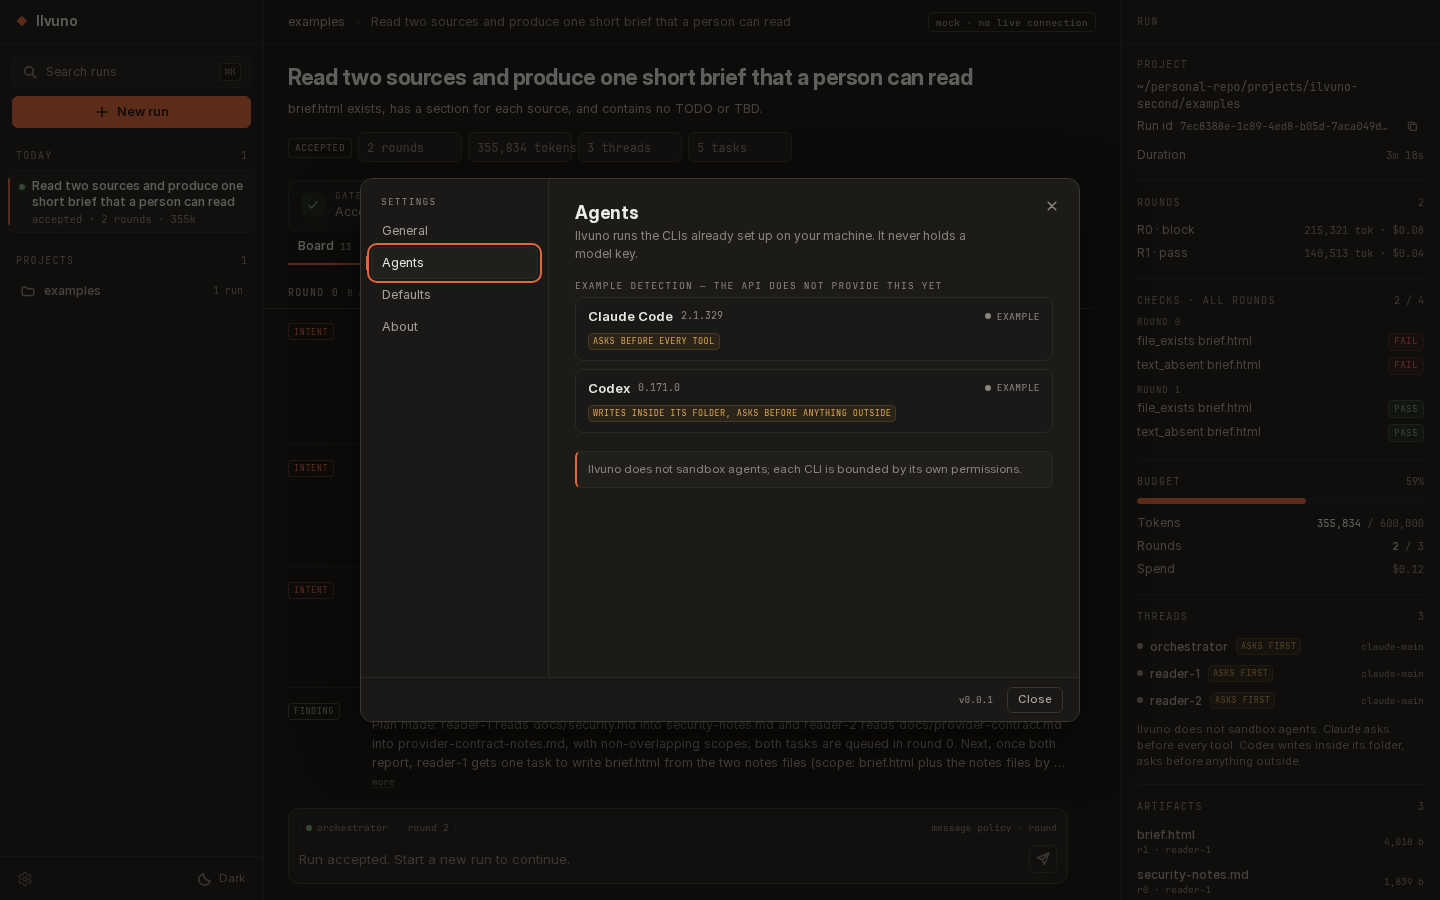 Ilvuno
Search runs
⌘K
New run
TODAY 1
Read two sources and produce one
short brief that a person can read
accepted · 2 rounds · 355k
PROJECTS 1
examples 1 run
Dark
examples › Read two sources and produce one short brief that a person can read
mock · no live connection
Read two sources and produce one short brief that a person can read
brief.html exists, has a section for each source, and contains no TODO or TBD.
ACCEPTED 2 rounds 355,834 tokens 3 threads 5 tasks
GATE
Acce
Board 13
ROUND 0 8
INTENT
INTENT
INTENT
FINDING
Plan made: reader-1 reads docs/security.md into security-notes.md and reader-2 reads docs/provider-contract.md
into provider-contract-notes.md, with non-overlapping scopes; both tasks are queued in round 0. Next, once both
report, reader-1 gets one task to write brief.html from the two notes files (scope: brief.html plus the notes files by ...
more
orchestrator round 2 message policy · round
Run accepted. Start a new run to continue.
SETTINGS
General
Agents
Defaults
About
Agents
Ilvuno runs the CLIs already set up on your machine. It never holds a
model key.
EXAMPLE DETECTION — THE API DOES NOT PROVIDE THIS YET
Claude Code 2.1.329 EXAMPLE
ASKS BEFORE EVERY TOOL
Codex 0.171.0 EXAMPLE
WRITES INSIDE ITS FOLDER, ASKS BEFORE ANYTHING OUTSIDE
Ilvuno does not sandbox agents; each CLI is bounded by its own permissions.
v0.0.1 Close
RUN
PROJECT
~/personal-repo/projects/ilvuno-
second/examples
Run id 7ec8388e-1c89-4ed8-b05d-7aca049d…
Duration 3m 18s
ROUNDS 2
R0 · block 215,321 tok · $0.08
R1 · pass 140,513 tok · $0.04
CHECKS · ALL ROUNDS 2 / 4
ROUND 0
file_exists brief.html FAIL
text_absent brief.html FAIL
ROUND 1
file_exists brief.html PASS
text_absent brief.html PASS
BUDGET 59%
Tokens 355,834 / 600,000
Rounds 2 / 3
Spend $0.12
THREADS 3
orchestrator ASKS FIRST claude-main
reader-1 ASKS FIRST claude-main
reader-2 ASKS FIRST claude-main
Ilvuno does not sandbox agents. Claude asks
before every tool. Codex writes inside its folder,
asks before anything outside.
ARTIFACTS 3
brief.html
r1 · reader-1 4,018 b
security-notes.md
r0 · reader-1 1,839 b